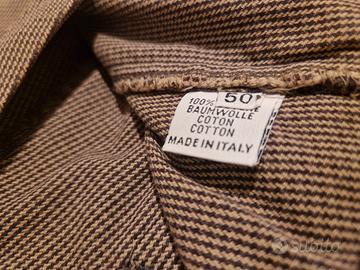 50
100%
BAUMWOLLE
COTON
COTTON
MADE IN ITALY
subito